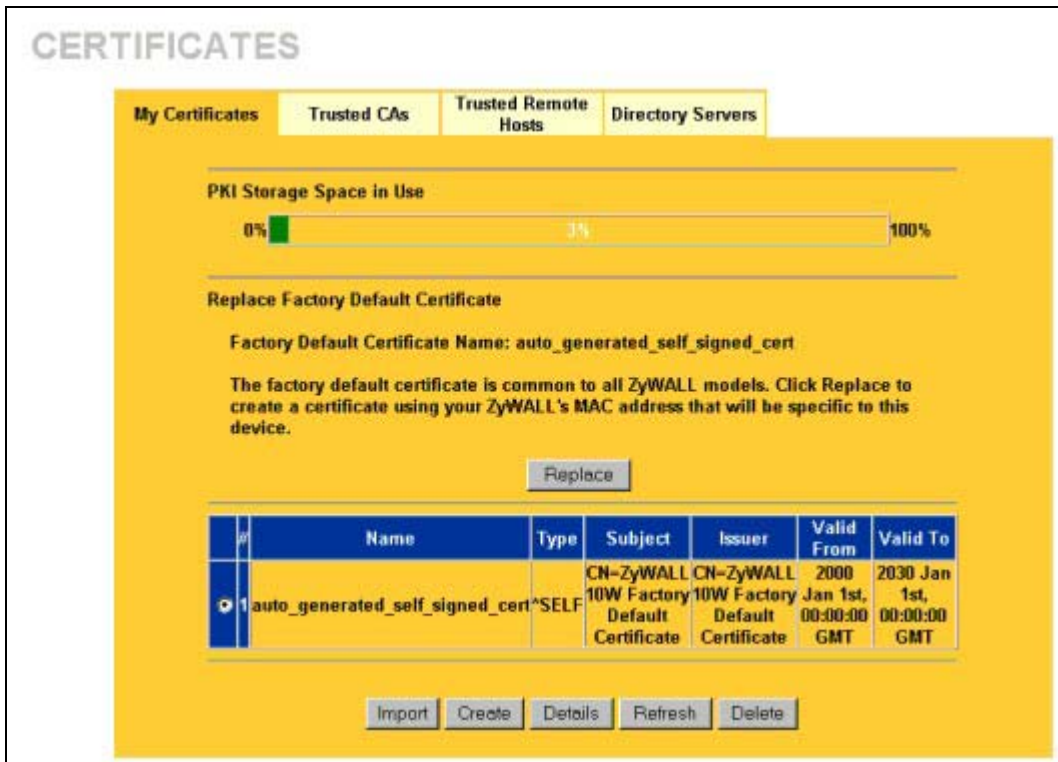 CERTIFICATES
My Certificates
Trusted CAs
Trusted Remote
Hosts
Directory Servers
PKI Storage Space in Use
0%
3%
100%
Replace Factory Default Certificate
Factory Default Certificate Name: auto_generated_self_signed_cert
The factory default certificate is common to all ZyWALL models. Click Replace to
create a certificate using your ZyWALL's MAC address that will be specific to this
device.
Replace
# Name Type Subject Issuer Valid From Valid To
1 auto_generated_self_signed_cert *SELF
CN=ZyWALL
10W Factory
Default
Certificate
CN=ZyWALL
10W Factory
Default
Certificate
2000
Jan 1st,
00:00:00
GMT
2030 Jan
1st,
00:00:00
GMT
Import
Create
Details
Refresh
Delete